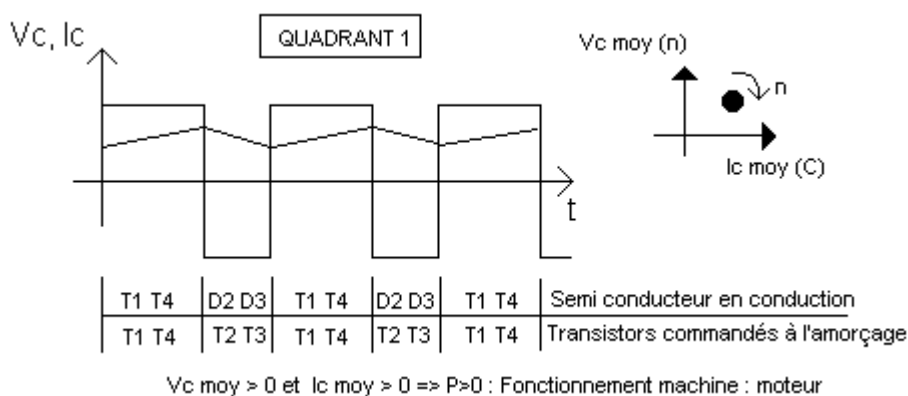 Vc, Ic
QUADRANT 1
Vc moy (n)
n
Ic moy (C)
t
T1 T4 D2 D3 T1 T4 D2 D3 T1 T4 Semi conducteur en conduction
T1 T4 T2 T3 T1 T4 T2 T3 T1 T4 Transistors commandés à l'amorçage
Vc moy > 0 et Ic moy > 0 => P>0 : Fonctionnement machine : moteur